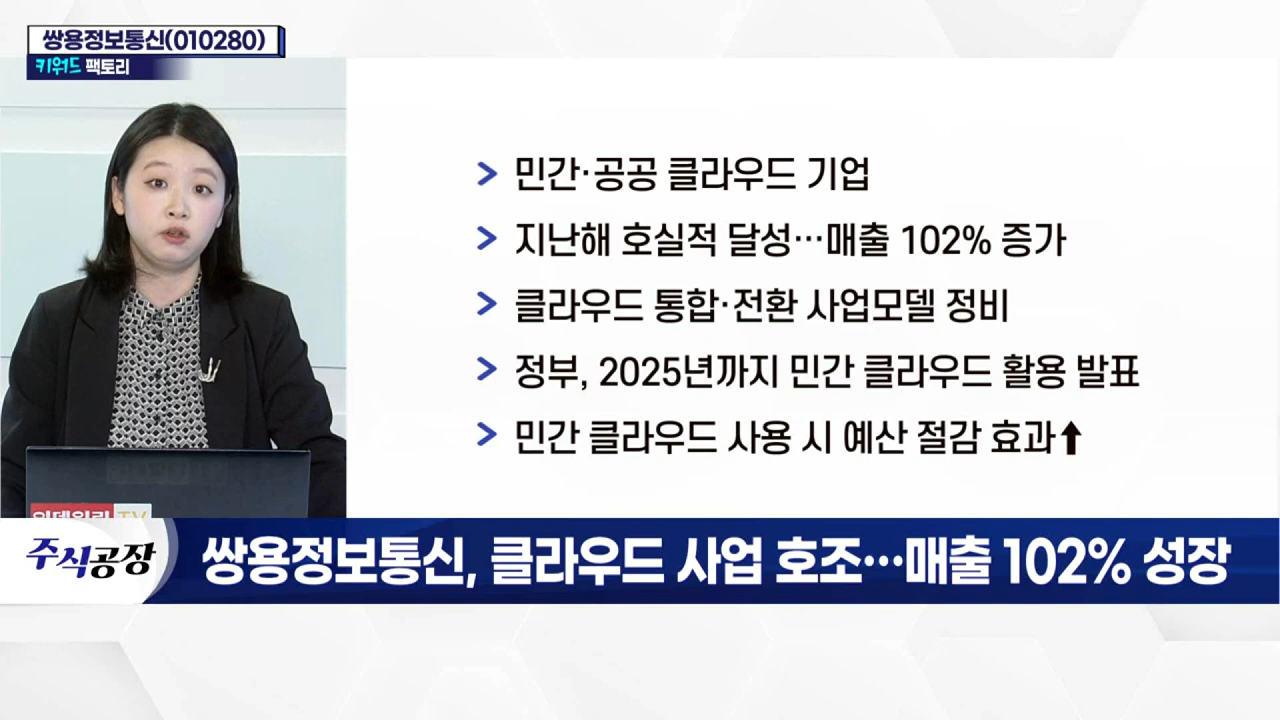 쌍용정보통신(010280)
키워드 팩토리
> 민간·공공 클라우드 기업
> 지난해 호실적 달성…매출 102% 증가
> 클라우드 통합·전환 사업모델 정비
> 정부, 2025년까지 민간 클라우드 활용 발표
> 민간 클라우드 사용 시 예산 절감 효과⬆
이데일리 TV
주식공장
쌍용정보통신, 클라우드 사업 호조…매출 102% 성장